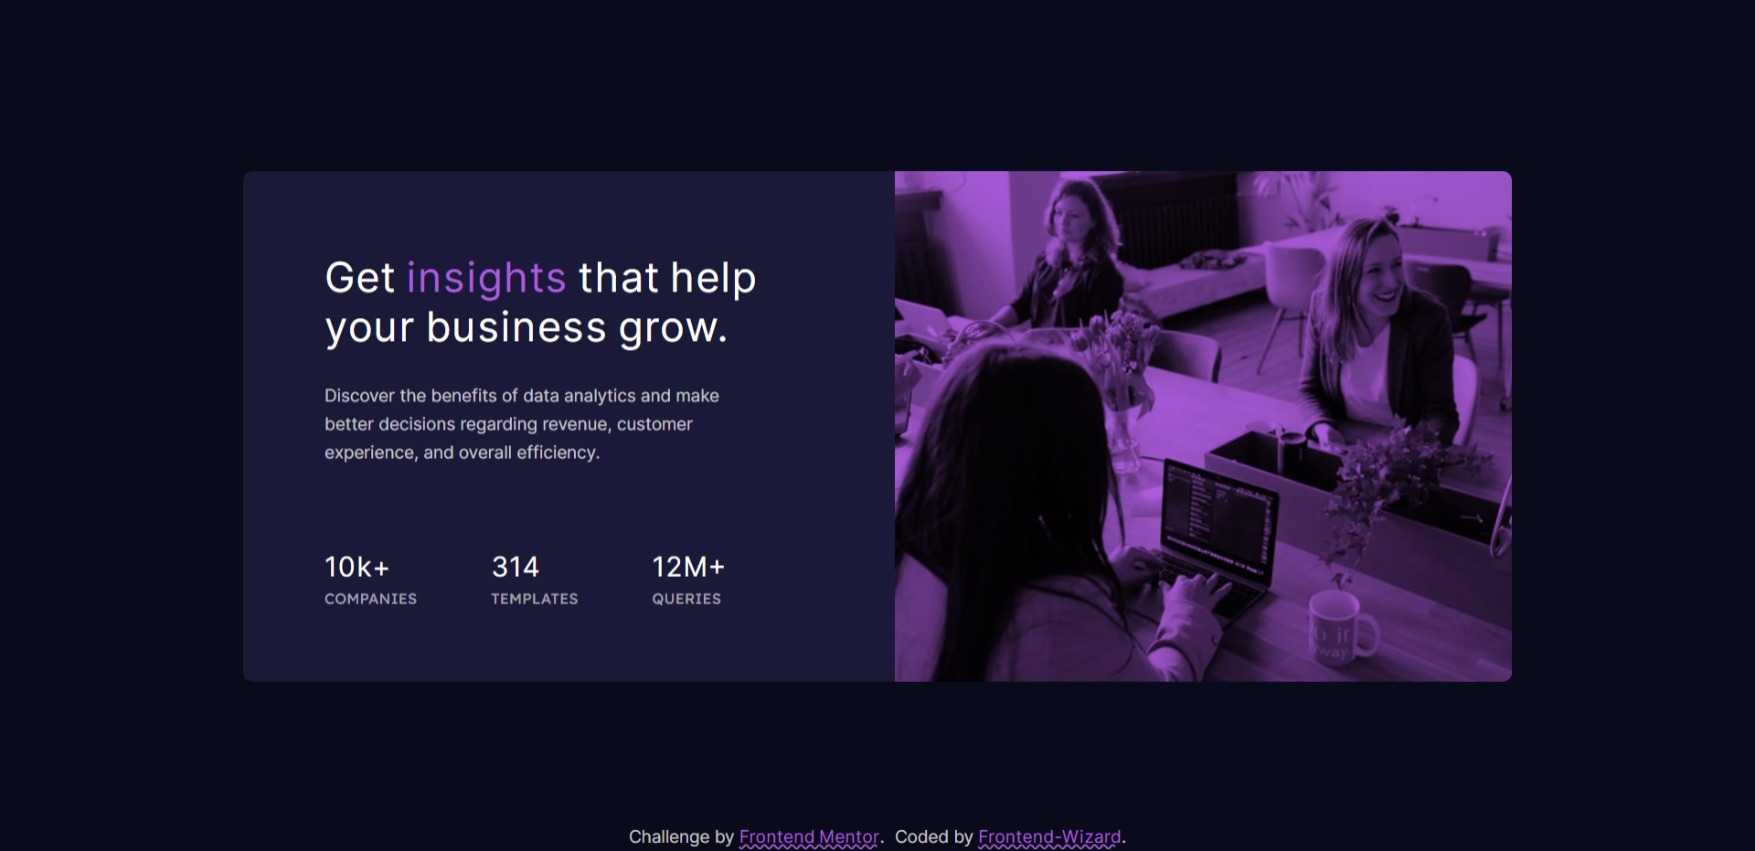 Get insights that help
your business grow.
Discover the benefits of data analytics and make
better decisions regarding revenue, customer
experience, and overall efficiency.
10k+ 314 12M+
COMPANIES TEMPLATES QUERIES
Challenge by Frontend Mentor. Coded by Frontend-Wizard.